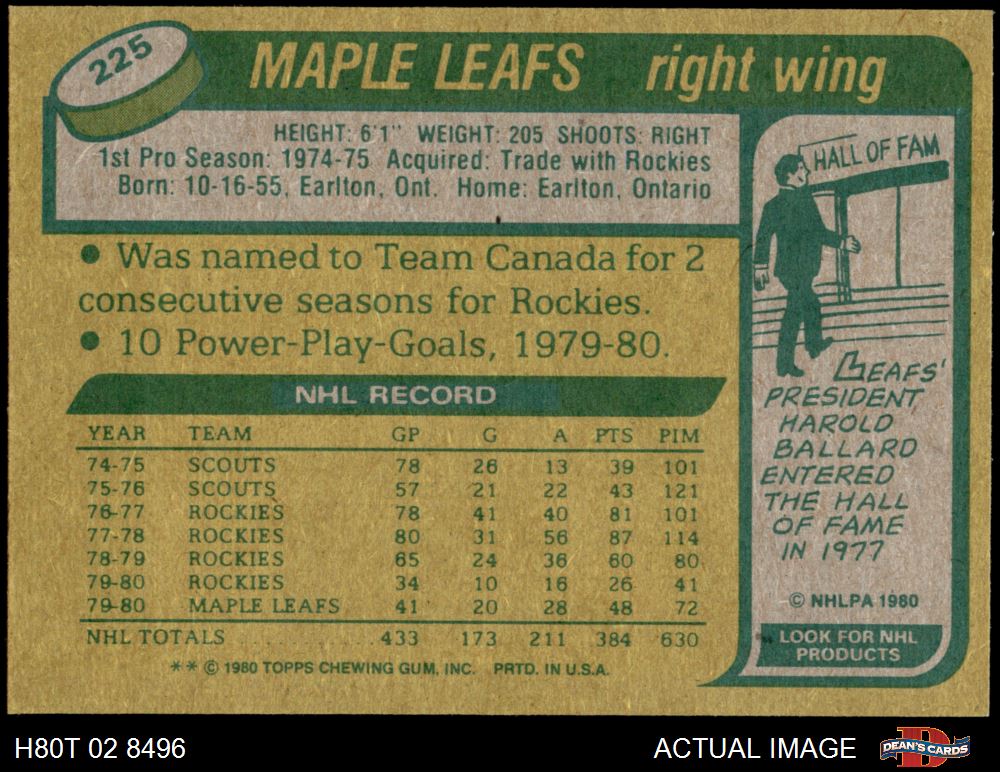 225
MAPLE LEAFS right wing
HEIGHT: 6'1" WEIGHT: 205 SHOOTS: RIGHT
1st Pro Season: 1974-75 Acquired: Trade with Rockies
Born: 10-16-55, Earlton, Ont. Home: Earlton, Ontario
• Was named to Team Canada for 2
consecutive seasons for Rockies.
• 10 Power-Play-Goals, 1979-80.
NHL RECORD
YEAR TEAM GP G A PTS PIM
74-75 SCOUTS 78 26 13 39 101
75-76 SCOUTS 57 21 22 43 121
76-77 ROCKIES 78 41 40 81 101
77-78 ROCKIES 80 31 56 87 114
78-79 ROCKIES 65 24 36 60 80
79-80 ROCKIES 34 10 16 26 41
79-80 MAPLE LEAFS 41 20 28 48 72
NHL TOTALS ............ 433 173 211 384 630
** © 1980 TOPPS CHEWING GUM, INC. PRTD. IN U.S.A.
HALL OF FAM
LEAFS'
PRESIDENT
HAROLD
BALLARD
ENTERED
THE HALL
OF FAME
IN 1977
© NHLPA 1980
LOOK FOR NHL
PRODUCTS
H80T 02 8496
ACTUAL IMAGE
DEAN'S CARDS